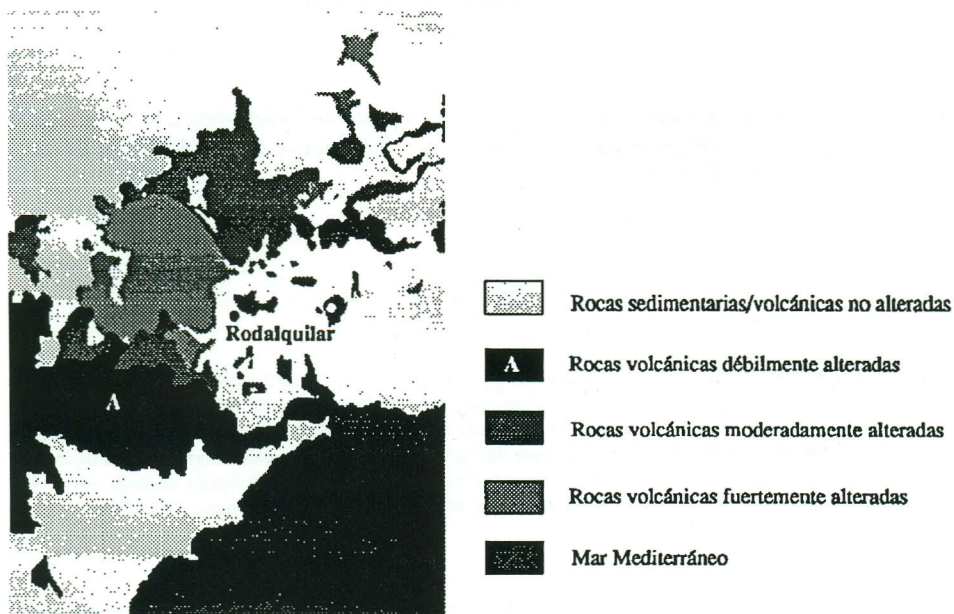 Rodalquilar
A
Rocas sedimentarias/volcánicas no alteradas
A Rocas volcánicas débilmente alteradas
Rocas volcánicas moderadamente alteradas
Rocas volcánicas fuertemente alteradas
Mar Mediterráneo